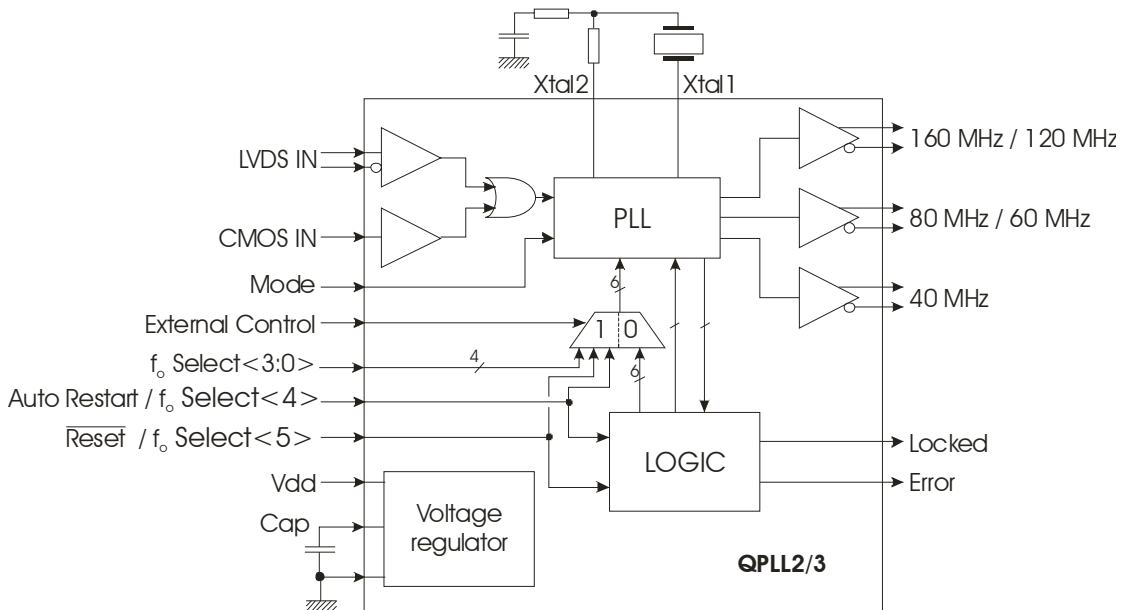 Xtal2
Xtal1
LVDS IN
160 MHz / 120 MHz
PLL
CMOS IN
80 MHz / 60 MHz
Mode
6
40 MHz
External Control
1 0
fo Select<3:0>
4
6
Auto Restart / fo Select<4>
Reset / fo Select<5>
LOGIC
Locked
Vdd
Error
Voltage
regulator
Cap
QPLL2/3